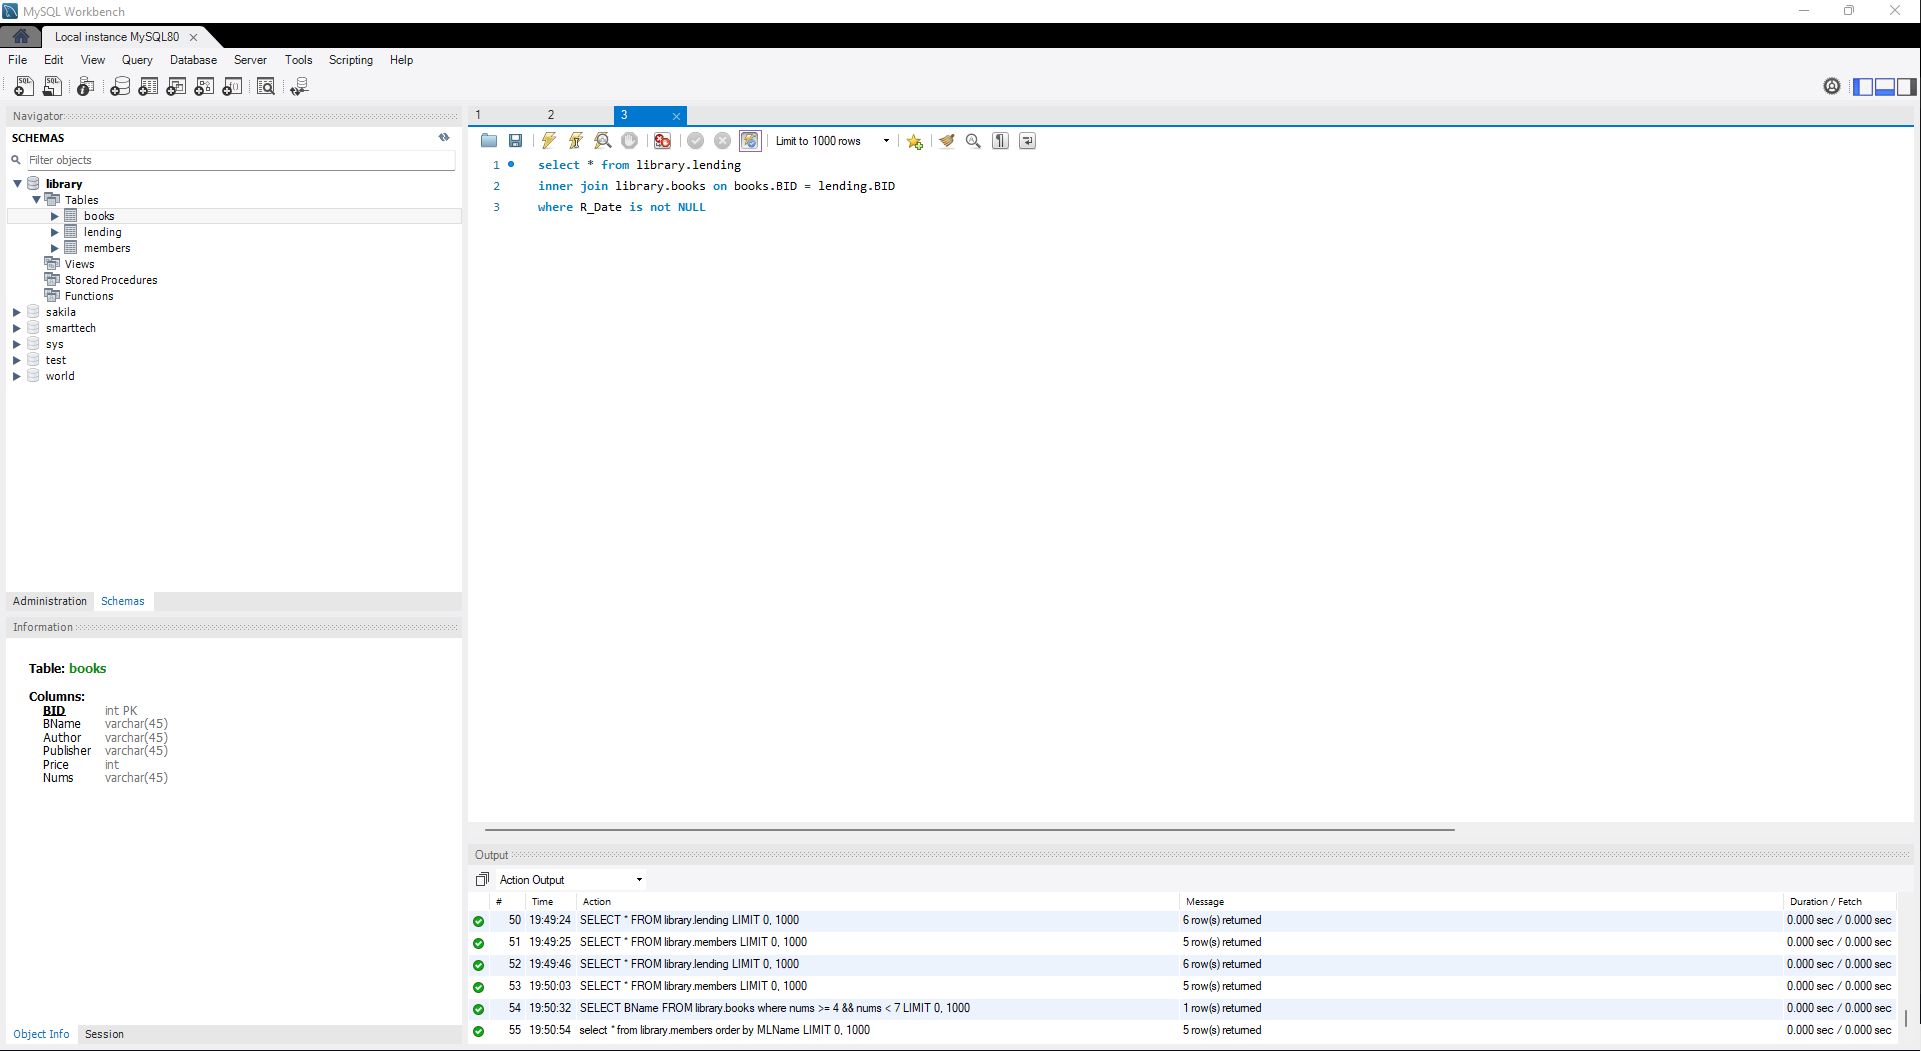 MySQL Workbench
Local instance MySQL80
File Edit View Query Database Server Tools Scripting Help
Navigator
SCHEMAS
Filter objects
library
Tables
books
lending
members
Views
Stored Procedures
Functions
sakila
smarttech
sys
test
world
Administration Schemas
Information
Table: books
Columns:
BID int PK
BName varchar(45)
Author varchar(45)
Publisher varchar(45)
Price int
Nums varchar(45)
Object Info Session
1 2 3
Limit to 1000 rows
1 select * from library.lending
2 inner join library.books on books.BID = lending.BID
3 where R_Date is not NULL
Output
Action Output
# Time Action Message Duration / Fetch
50 19:49:24 SELECT * FROM library.lending LIMIT 0, 1000 6 row(s) returned 0.000 sec / 0.000 sec
51 19:49:25 SELECT * FROM library.members LIMIT 0, 1000 5 row(s) returned 0.000 sec / 0.000 sec
52 19:49:46 SELECT * FROM library.lending LIMIT 0, 1000 6 row(s) returned 0.000 sec / 0.000 sec
53 19:50:03 SELECT * FROM library.members LIMIT 0, 1000 5 row(s) returned 0.000 sec / 0.000 sec
54 19:50:32 SELECT BName FROM library.books where nums >= 4 && nums < 7 LIMIT 0, 1000 1 row(s) returned 0.000 sec / 0.000 sec
55 19:50:54 select * from library.members order by MLName LIMIT 0, 1000 5 row(s) returned 0.000 sec / 0.000 sec